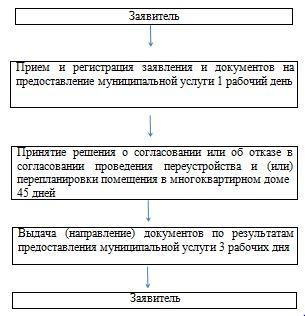 Заявитель
Прием и регистрация заявления и документов на
предоставление муниципальной услуги 1 рабочий день
Принятие решения о согласовании или об отказе в
согласовании проведения переустройства и (или)
перепланировки помещения в многоквартирном доме
45 дней
Выдача (направление) документов по результатам
предоставления муниципальной услуги 3 рабочих дня
Заявитель